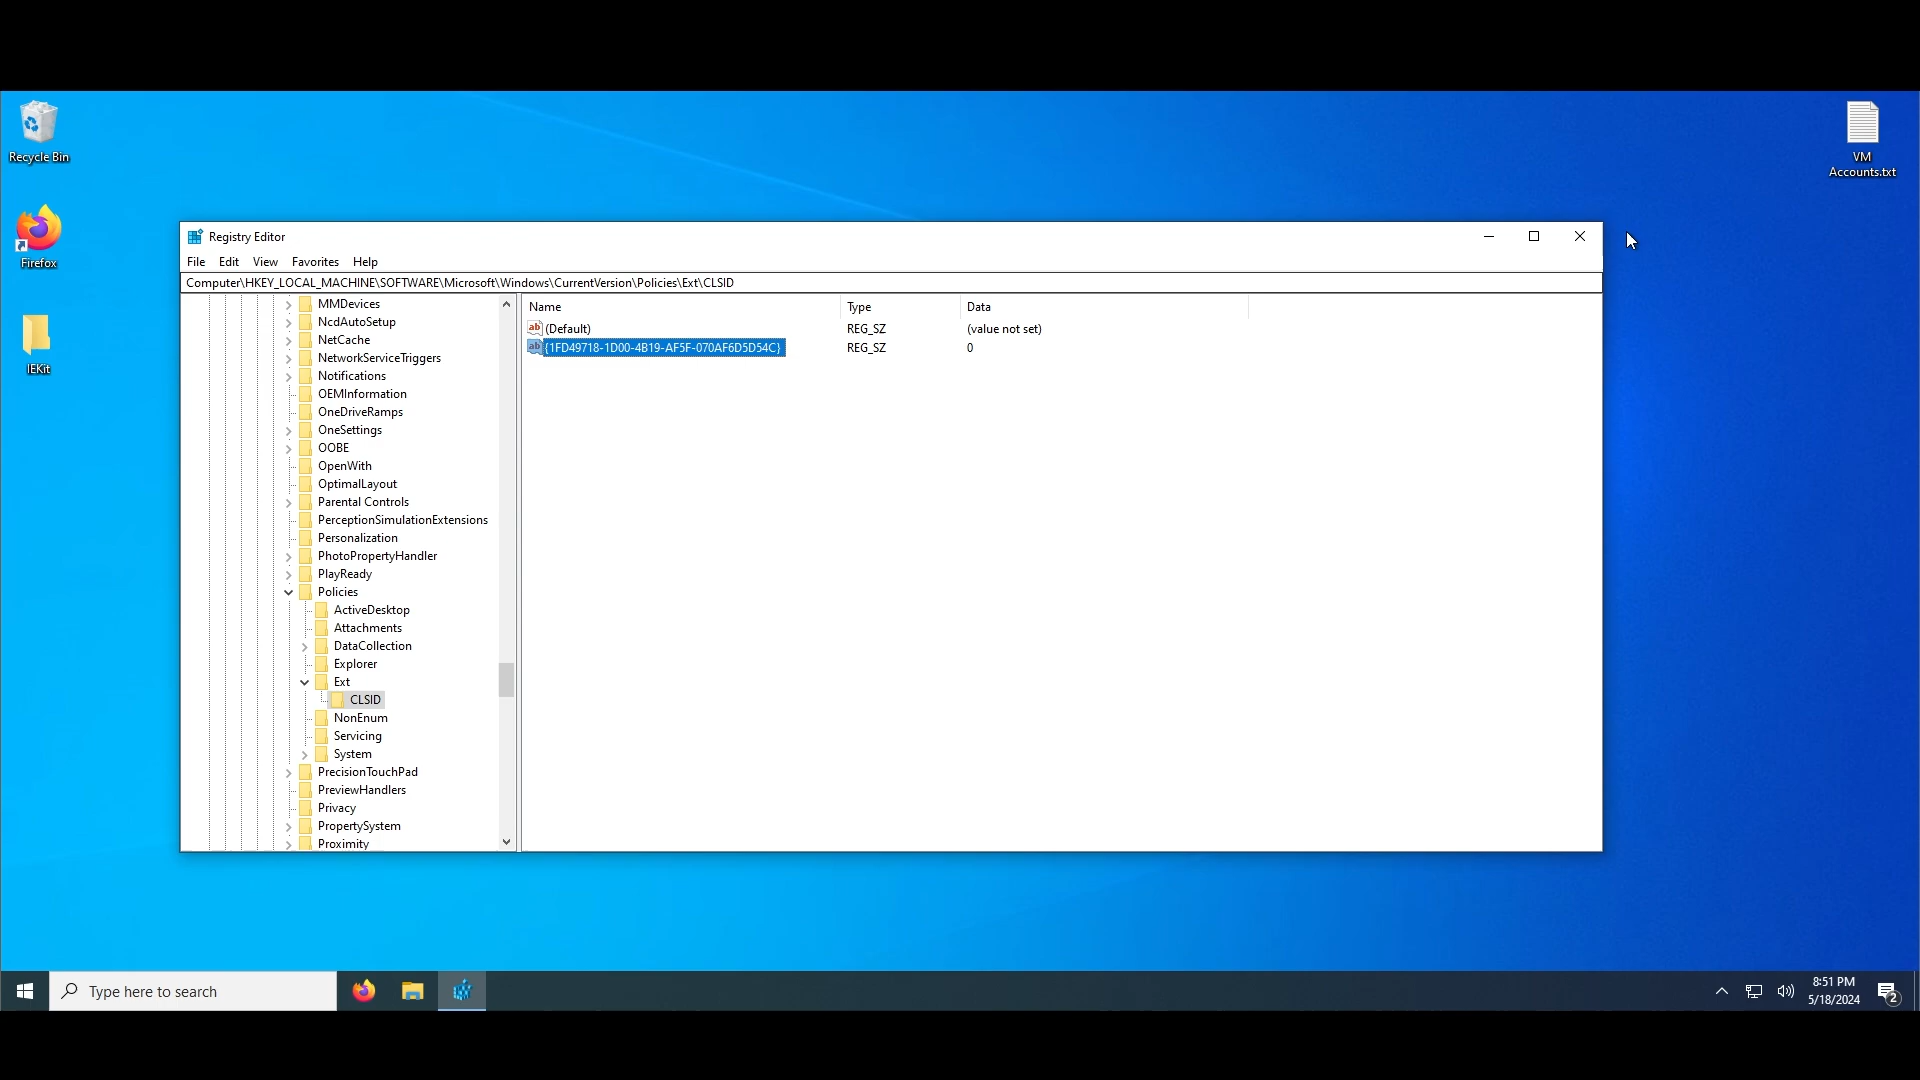 Recycle Bin
Firefox
IEKit
VM
Accounts.txt
Registry Editor
File Edit View Favorites Help
Computer\HKEY_LOCAL_MACHINE\SOFTWARE\Microsoft\Windows\CurrentVersion\Policies\Ext\CLSID
MMDevices
NcdAutoSetup
NetCache
NetworkServiceTriggers
Notifications
OEMInformation
OneDriveRamps
OneSettings
OOBE
OpenWith
OptimalLayout
Parental Controls
PerceptionSimulationExtensions
Personalization
PhotoPropertyHandler
PlayReady
Policies
ActiveDesktop
Attachments
DataCollection
Explorer
Ext
CLSID
NonEnum
Servicing
System
PrecisionTouchPad
PreviewHandlers
Privacy
PropertySystem
Proximity
Name Type Data
ab (Default) REG_SZ (value not set)
ab {1FD49718-1D00-4B19-AF5F-070AF6D5D54C} REG_SZ 0
Type here to search
8:51 PM
5/18/2024
2